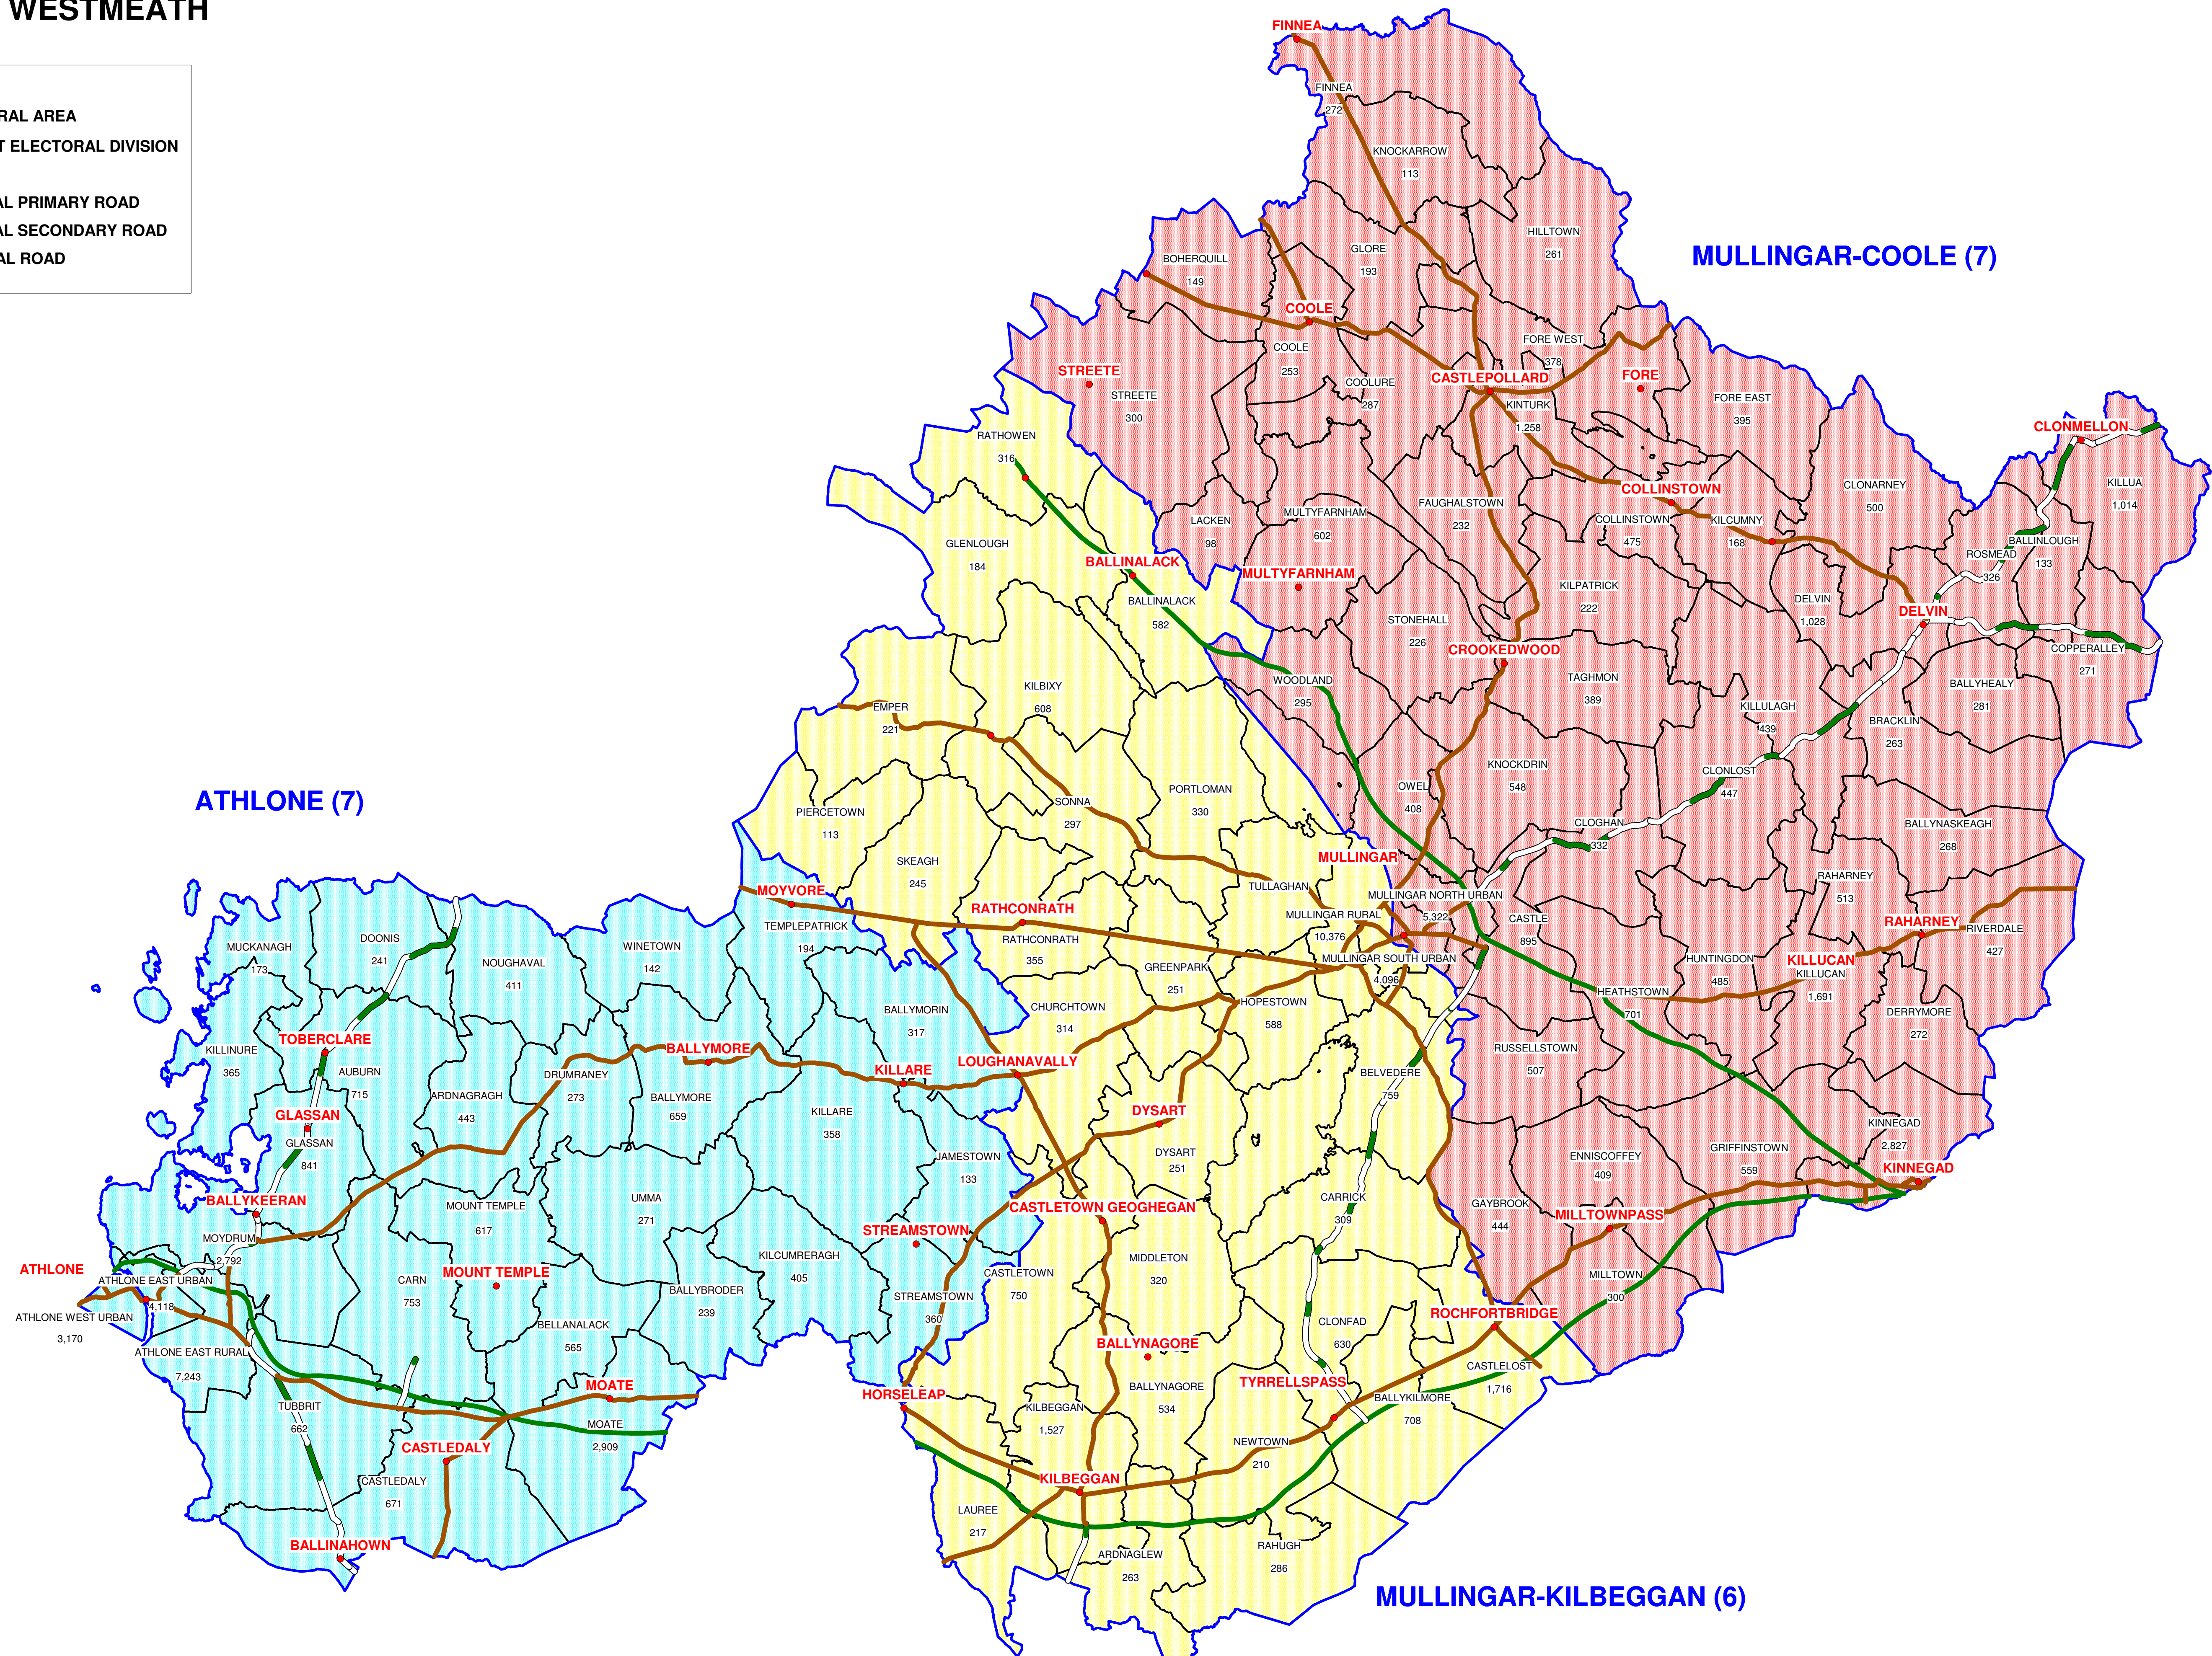 WESTMEATH
RAL AREA
T ELECTORAL DIVISION
AL PRIMARY ROAD
AL SECONDARY ROAD
AL ROAD
FINNEA
FINNEA
272
KNOCKARROW
113
HILLTOWN
261
MULLINGAR-COOLE (7)
BOHERQUILL
149
GLORE
193
COOLE
COOLE
253
FORE WEST
378
STREETE
STREETE
300
COOLURE
287
CASTLEPOLLARD
KINTURK
1,258
FORE
FORE EAST
395
CLONMELLON
KILLUA
1,014
RATHOWEN
316
LACKEN
98
MULTYFARNHAM
602
FAUGHALSTOWN
232
COLLINSTOWN
COLLINSTOWN
475
KILCUMNY
168
CLONARNEY
500
ROSMEAD
326
BALLINLOUGH
133
GLENLOUGH
184
BALLINALACK
BALLINALACK
582
MULTYFARNHAM
KILPATRICK
222
DELVIN
1,028
DELVIN
STONEHALL
226
CROOKEDWOOD
COPPERALLEY
271
EMPER
221
KILBIXY
608
WOODLAND
295
TAGHMON
389
KILLULAGH
439
BALLYHEALY
281
BRACKLIN
263
ATHLONE (7)
PIERCETOWN
113
SONNA
297
PORTLOMAN
330
OWEL
408
KNOCKDRIN
548
CLONLOST
447
CLOGHAN
332
BALLYNASKEAGH
268
SKEAGH
245
MULLINGAR
TULLAGHAN
MULLINGAR NORTH URBAN
5,322
RAHARNEY
513
MOYVORE
TEMPLEPATRICK
194
RATHCONRATH
RATHCONRATH
355
MULLINGAR RURAL
10,376
MULLINGAR SOUTH URBAN
4,096
CASTLE
895
RAHARNEY
RIVERDALE
427
MUCKANAGH
173
DOONIS
241
NOUGHAVAL
411
WINETOWN
142
GREENPARK
251
HUNTINGDON
485
KILLUCAN
KILLUCAN
1,691
BALLYMORIN
317
CHURCHTOWN
314
HOPESTOWN
588
HEATHSTOWN
701
DERRYMORE
272
TOBERCLARE
KILLINURE
365
AUBURN
715
BALLYMORE
LOUGHANAVALLY
KILLARE
RUSSELLSTOWN
507
DRUMRANEY
273
ARDNAGRAGH
443
BALLYMORE
659
KILLARE
358
BELVEDERE
759
GLASSAN
GLASSAN
841
DYSART
DYSART
251
KINNEGAD
2,827
JAMESTOWN
133
ENNISCOFFEY
409
GRIFFINSTOWN
559
KINNEGAD
BALLYKEERAN
MOUNT TEMPLE
617
UMMA
271
CASTLETOWN GEOGHEGAN
CARRICK
309
GAYBROOK
444
MILLTOWNPASS
MOYDRUM
2,792
STREAMSTOWN
ATHLONE
ATHLONE EAST URBAN
4,118
CARN
753
MOUNT TEMPLE
KILCUMRERAGH
405
CASTLETOWN
750
MIDDLETON
320
MILLTOWN
300
BALLYBRODER
239
STREAMSTOWN
360
ATHLONE WEST URBAN
3,170
BELLANALACK
565
CLONFAD
630
ROCHFORTBRIDGE
ATHLONE EAST RURAL
7,243
BALLYNAGORE
BALLYNAGORE
534
CASTLELOST
1,716
MOATE
MOATE
2,909
HORSELEAP
TYRRELLSPASS
BALLYKILMORE
708
TUBBRIT
662
KILBEGGAN
1,527
CASTLEDALY
CASTLEDALY
671
NEWTOWN
210
KILBEGGAN
LAUREE
217
BALLINAHOWN
ARDNAGLEW
263
RAHUGH
286
MULLINGAR-KILBEGGAN (6)